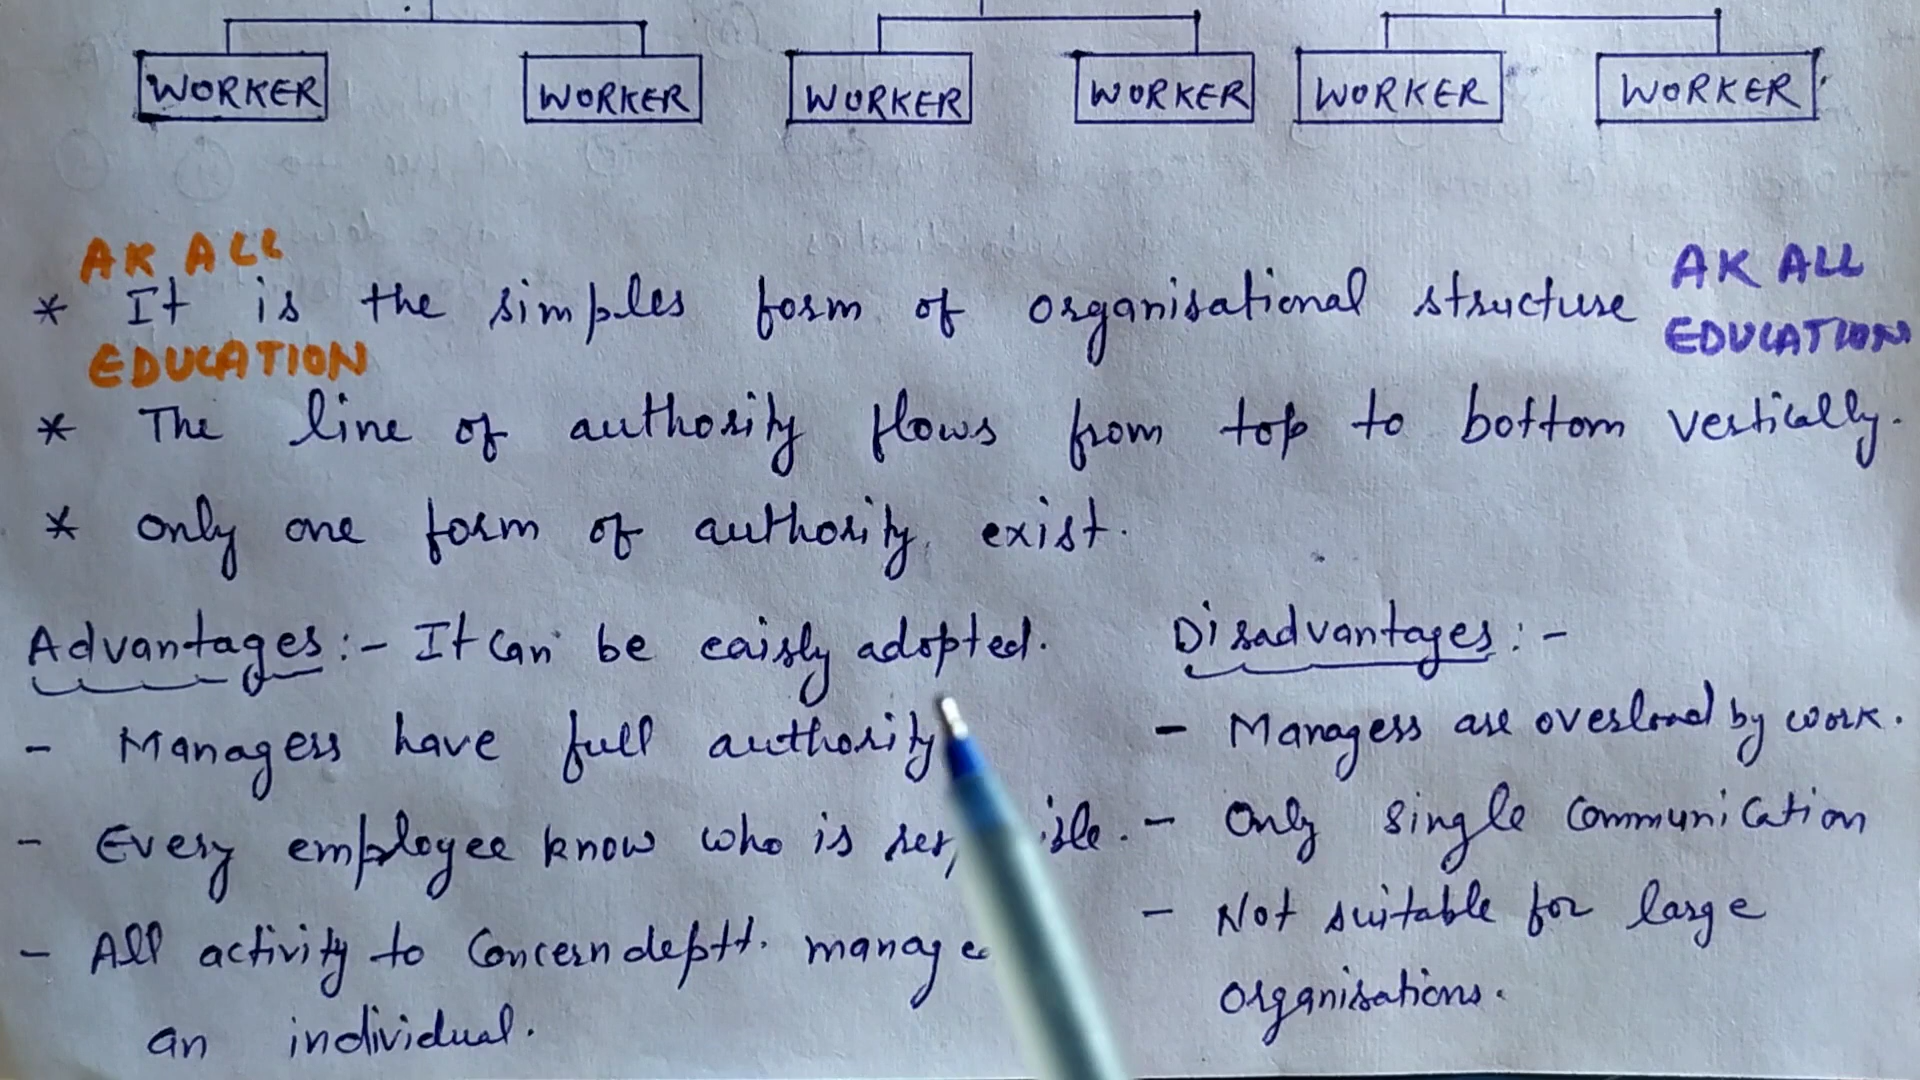 WORKER WORKER WORKER WORKER WORKER WORKER
AK ALL
EDUCATION
AK ALL
EDUCATION
* It is the simples form of organisational structure
* The line of authority flows from top to bottom vertically.
* only one form of authority exist.
Advantages :- It can be eaisly adopted.
- Managers have full authority
- Every employee know who is
- All activity to Concern deptt.
an individual.
Disadvantages :-
- Managers are overload by work.
- Only single Communication
- Not suitable for large
organisations.